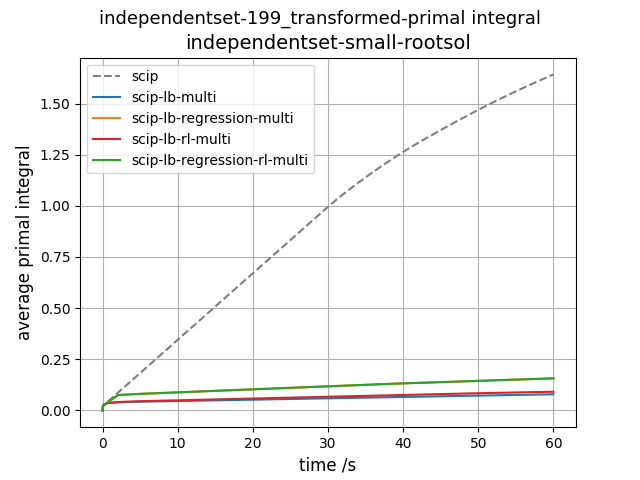 independentset-199_transformed-primal integral
independentset-small-rootsol
scip
scip-lb-multi
scip-lb-regression-multi
scip-lb-rl-multi
scip-lb-regression-rl-multi
average primal integral
1.50
1.25
1.00
0.75
0.50
0.25
0.00
0 10 20 30 40 50 60
time /s